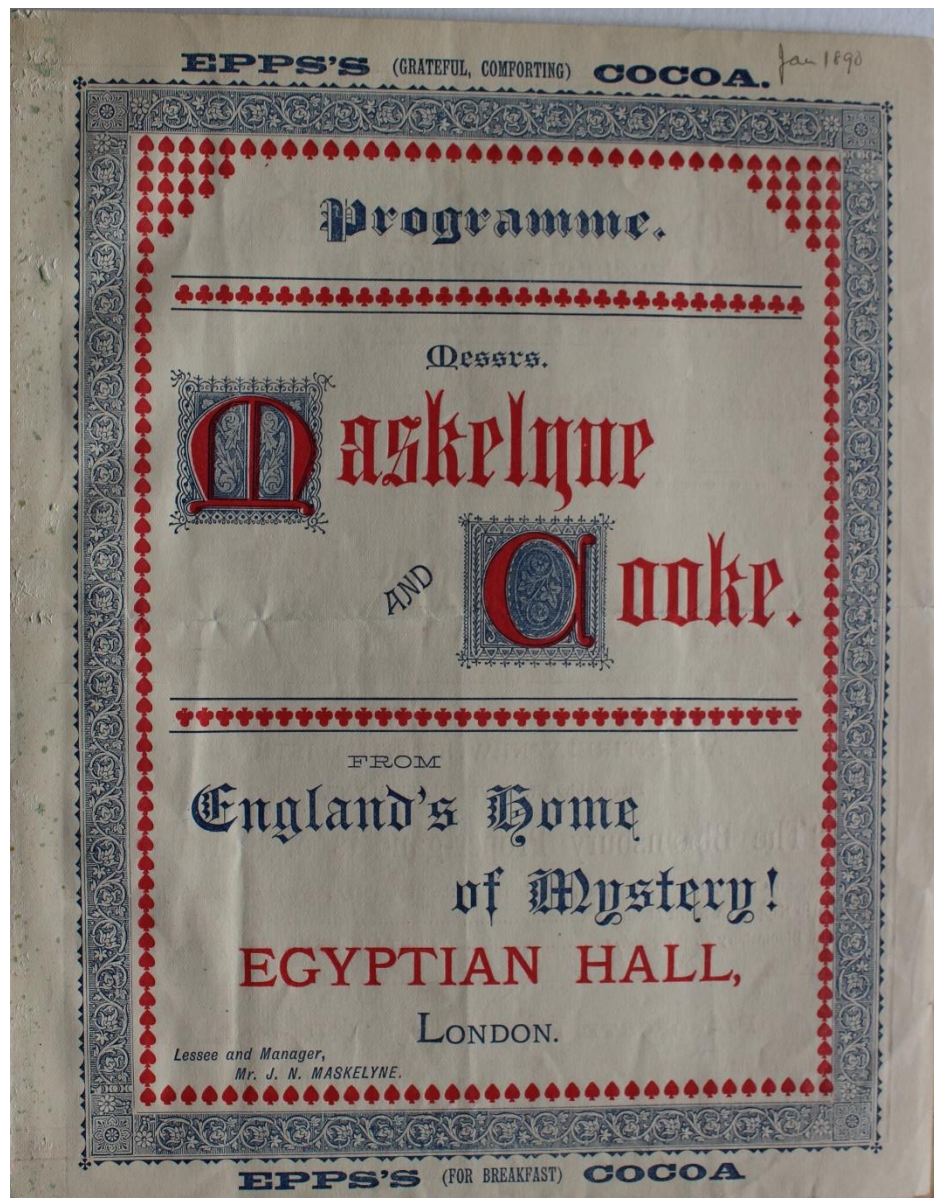 EPPS'S (GRATEFUL, COMFORTING) COCOA.
Jan 1890
Programme.
Messrs.
Maskelyne
AND Cooke.
FROM
England's Home
of Mystery!
EGYPTIAN HALL,
LONDON.
Lessee and Manager,
Mr. J. N. MASKELYNE.
EPPS'S (FOR BREAKFAST) COCOA